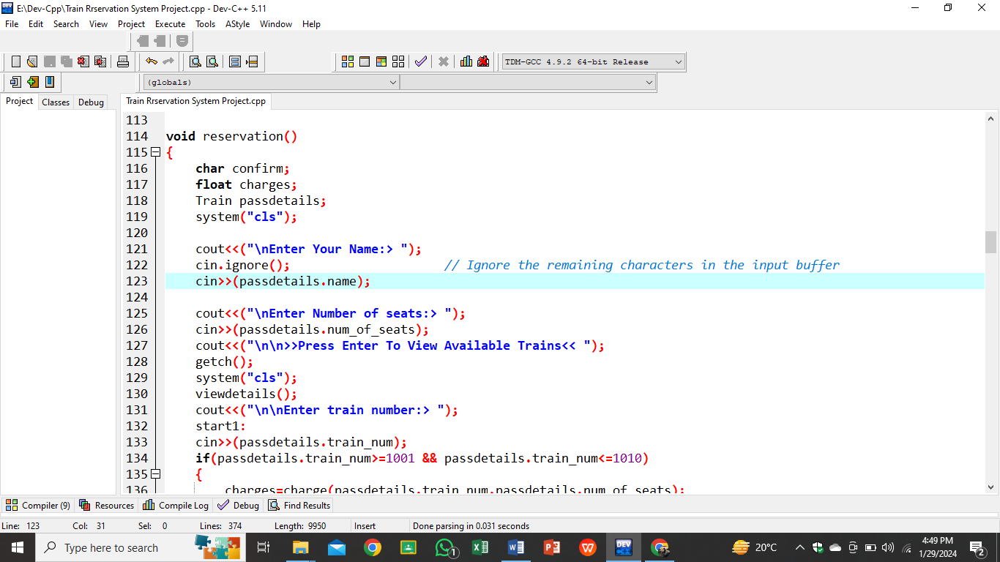 E:\Dev-Cpp\Train Rrservation System Project.cpp - Dev-C++ 5.11
File Edit Search View Project Execute Tools AStyle Window Help
TDM-GCC 4.9.2 64-bit Release
(globals)
Project Classes Debug
Train Rrservation System Project.cpp
113
114 void reservation()
115 {
116 char confirm;
117 float charges;
118 Train passdetails;
119 system("cls");
120
121 cout<<("\nEnter Your Name:> ");
122 cin.ignore(); // Ignore the remaining characters in the input buffer
123 cin>>(passdetails.name);
124
125 cout<<("\nEnter Number of seats:> ");
126 cin>>(passdetails.num_of_seats);
127 cout<<("\n\n>>Press Enter To View Available Trains<< ");
128 getch();
129 system("cls");
130 viewdetails();
131 cout<<("\n\nEnter train number:> ");
132 start1:
133 cin>>(passdetails.train_num);
134 if(passdetails.train_num>=1001 && passdetails.train_num<=1010)
135 {
136 charges=charge(passdetails.train_num,passdetails.num_of_seats);
Compiler (9) Resources Compile Log Debug Find Results
Line: 123 Col: 31 Sel: 0 Lines: 374 Length: 9950 Insert Done parsing in 0.031 seconds
Type here to search
20°C
4:49 PM
1/29/2024